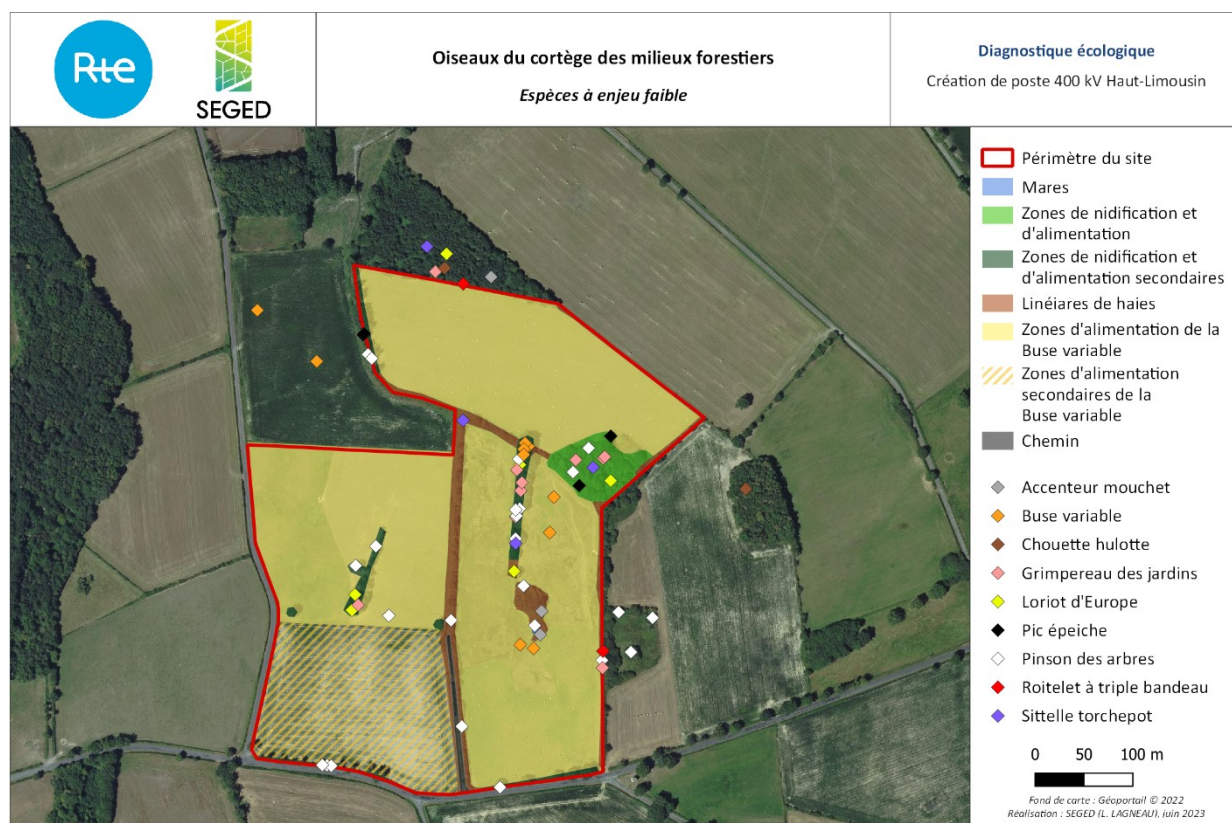 Rte
SEGED
Oiseaux du cortège des milieux forestiers
Espèces à enjeu faible
Diagnostique écologique
Création de poste 400 kV Haut-Limousin
Périmètre du site
Mares
Zones de nidification et
d'alimentation
Zones de nidification et
d'alimentation secondaires
Linéiares de haies
Zones d'alimentation de la
Buse variable
Zones d'alimentation
secondaires de la
Buse variable
Chemin
Accenteur mouchet
Buse variable
Chouette hulotte
Grimpereau des jardins
Loriot d'Europe
Pic épeiche
Pinson des arbres
Roitelet à triple bandeau
Sittelle torchepot
0 50 100 m
Fond de carte : Géoportail © 2022
Réalisation : SEGED (L. LAGNEAU), juin 2023